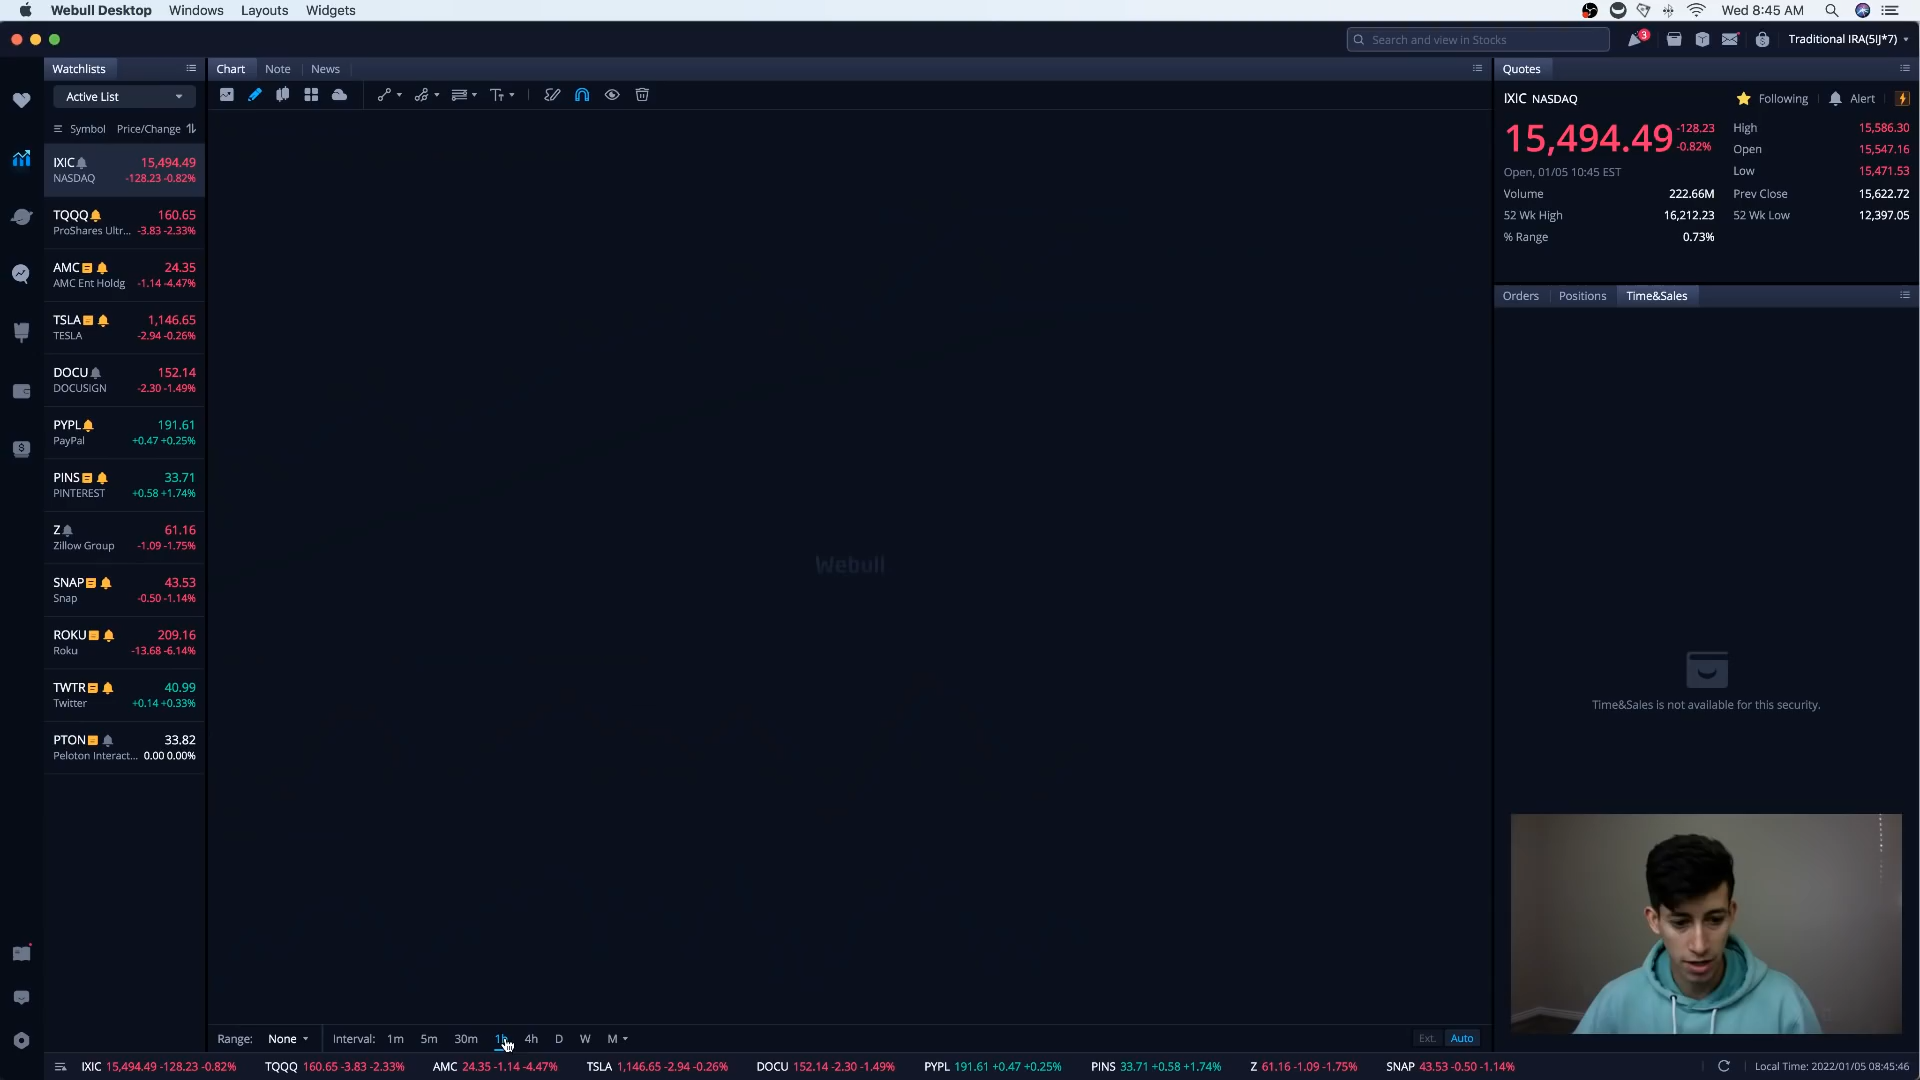 Webull Desktop Windows Layouts Widgets
Wed 8:45 AM
Search and view in Stocks
3
Traditional IRA(5IJ*7)
Watchlists
Chart Note News
Quotes
Active List
Symbol Price/Change
IXIC 15,494.49
NASDAQ -128.23 -0.82%
TQQQ 160.65
ProShares Ultr... -3.83 -2.33%
AMC 24.35
AMC Ent Holdg -1.14 -4.47%
TSLA 1,146.65
TESLA -2.94 -0.26%
DOCU 152.14
DOCUSIGN -2.30 -1.49%
PYPL 191.61
PayPal +0.47 +0.25%
PINS 33.71
PINTEREST +0.58 +1.74%
Z 61.16
Zillow Group -1.09 -1.75%
SNAP 43.53
Snap -0.50 -1.14%
ROKU 209.16
Roku -13.68 -6.14%
TWTR 40.99
Twitter +0.14 +0.33%
PTON 33.82
Peloton Interact... 0.00 0.00%
Webull
IXIC NASDAQ Following Alert
15,494.49 -128.23 -0.82%
High 15,586.30
Open 15,547.16
Open, 01/05 10:45 EST Low 15,471.53
Volume 222.66M Prev Close 15,622.72
52 Wk High 16,212.23 52 Wk Low 12,397.05
% Range 0.73%
Orders Positions Time&Sales
Time&Sales is not available for this security.
Range: None Interval: 1m 5m 30m 1h 4h D W M
Ext. Auto
IXIC 15,494.49 -128.23 -0.82% TQQQ 160.65 -3.83 -2.33% AMC 24.35 -1.14 -4.47% TSLA 1,146.65 -2.94 -0.26% DOCU 152.14 -2.30 -1.49% PYPL 191.61 +0.47 +0.25% PINS 33.71 +0.58 +1.74% Z 61.16 -1.09 -1.75% SNAP 43.53 -0.50 -1.14% Local Time: 2022/01/05 08:45:46